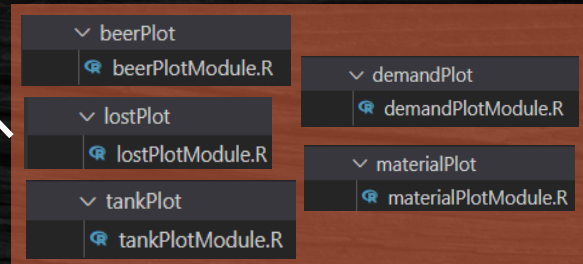 beerPlot
beerPlotModule.R
lostPlot
lostPlotModule.R
tankPlot
tankPlotModule.R
demandPlot
demandPlotModule.R
materialPlot
materialPlotModule.R